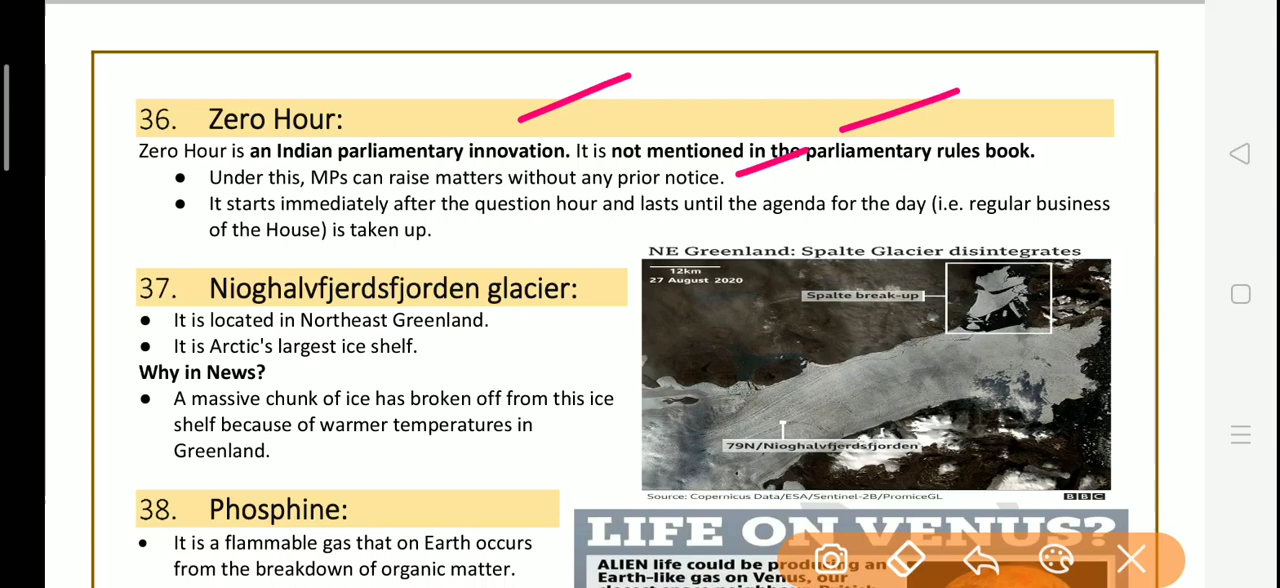 36. Zero Hour:
Zero Hour is an Indian parliamentary innovation. It is not mentioned in the parliamentary rules book.
● Under this, MPs can raise matters without any prior notice.
● It starts immediately after the question hour and lasts until the agenda for the day (i.e. regular business
of the House) is taken up.
37. Nioghalvfjerdsfjorden glacier:
● It is located in Northeast Greenland.
● It is Arctic's largest ice shelf.
Why in News?
● A massive chunk of ice has broken off from this ice
shelf because of warmer temperatures in
Greenland.
NE Greenland: Spalte Glacier disintegrates
12km
27 August 2020
Spalte break-up
79N/Nioghalvfjerdsfjorden
Source: Copernicus Data/ESA/Sentinel-2B/PromiceGL
BBC
38. Phosphine:
● It is a flammable gas that on Earth occurs
from the breakdown of organic matter.
LIFE ON VENUS?
ALIEN life could be producing an
Earth-like gas on Venus, our